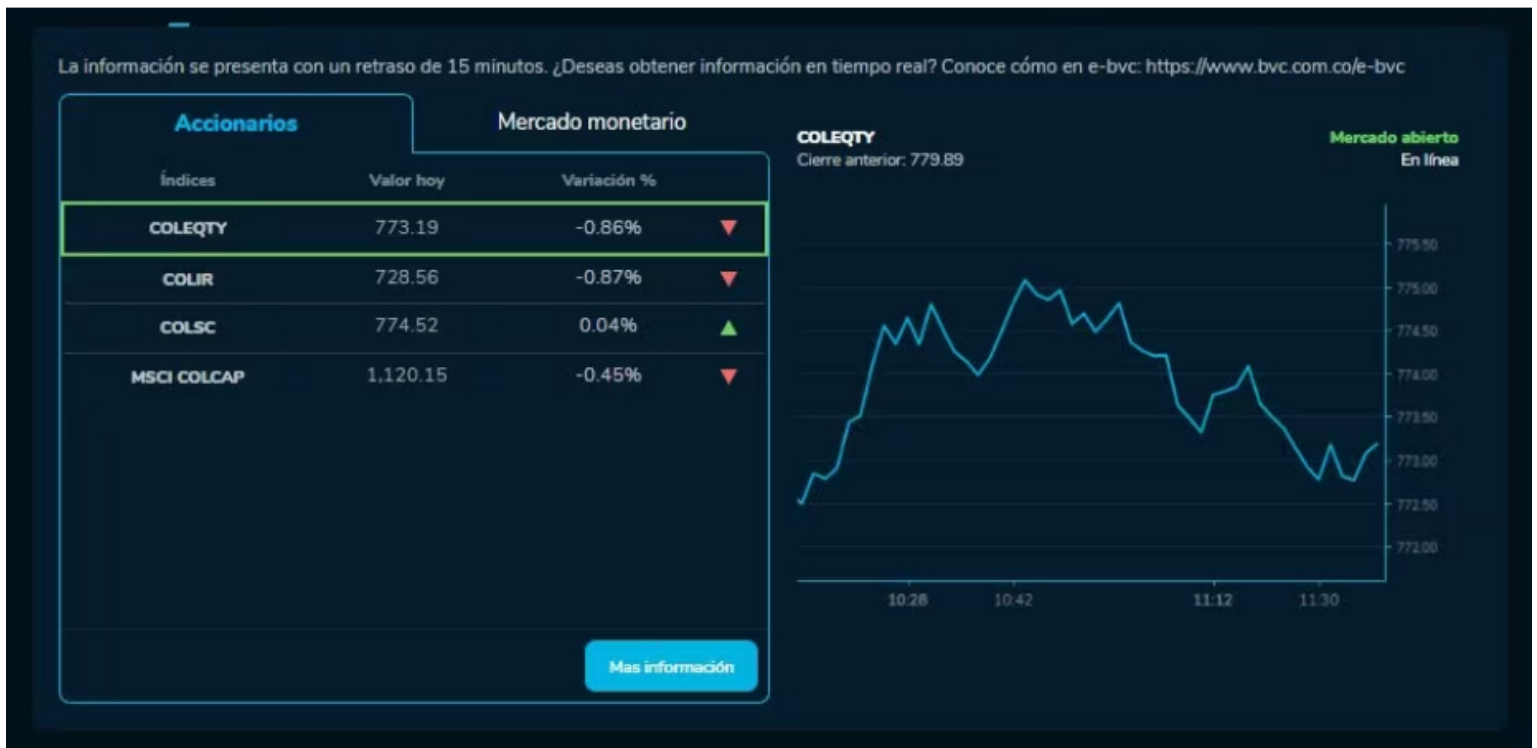 La información se presenta con un retraso de 15 minutos. ¿Deseas obtener información en tiempo real? Conoce cómo en e-bvc: https://www.bvc.com.co/e-bvc
Accionarios Mercado monetario
Índices Valor hoy Variación %
COLEQTY 773.19 -0.86%
COLIR 728.56 -0.87%
COLSC 774.52 0.04%
MSCI COLCAP 1,120.15 -0.45%
Mas información
COLEQTY Mercado abierto
Cierre anterior: 779.89 En línea
775.50
775.00
774.50
774.00
773.50
773.00
772.50
772.00
10:28 10:42 11:12 11:30